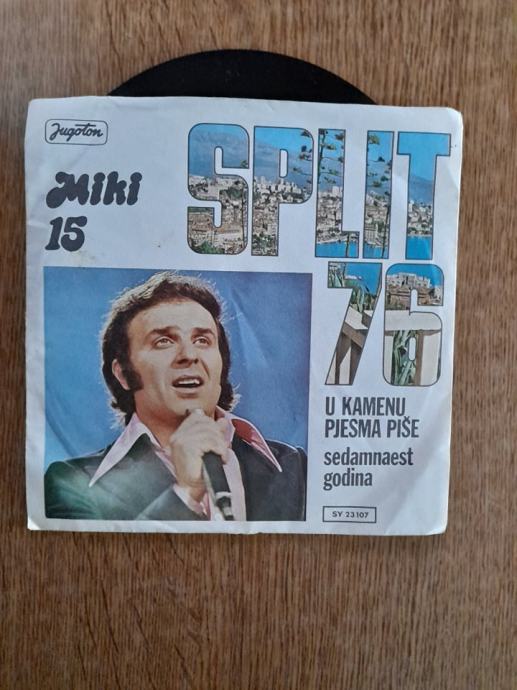 Jugoton
Miki
15
SPLIT
76
U KAMENU
PJESMA PIŠE
sedamnaest
godina
SY 23107